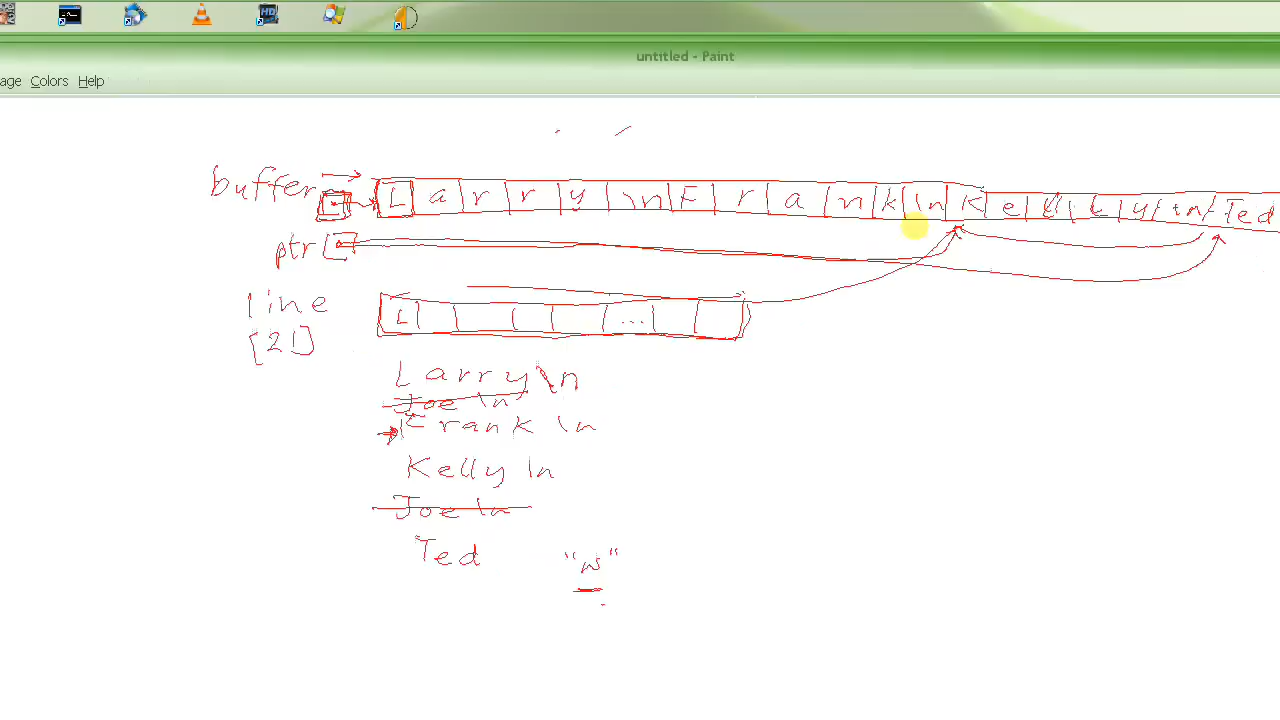 untitled - Paint
age Colors Help
buffer L a r r y \n F r a n k \n K e l l y \n Ted
ptr
line L ...
[21]
Larry\n
Joe \n
Frank \n
Kelly \n
Joe \n
Ted "w"